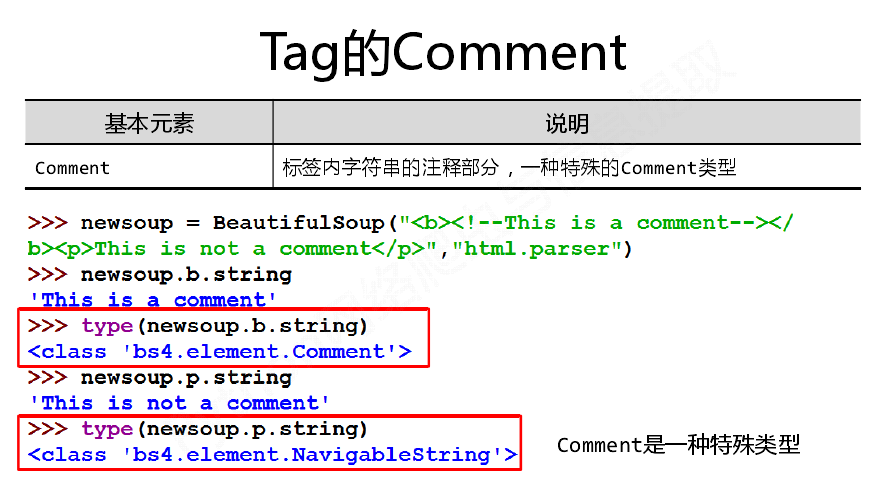 Tag的Comment
基本元素 说明
Comment 标签内字符串的注释部分，一种特殊的Comment类型
>>> newsoup = BeautifulSoup("<b><!--This is a comment--></
b><p>This is not a comment</p>","html.parser")
>>> newsoup.b.string
'This is a comment'
>>> type(newsoup.b.string)
<class 'bs4.element.Comment'>
>>> newsoup.p.string
'This is not a comment'
>>> type(newsoup.p.string)
<class 'bs4.element.NavigableString'>
Comment是一种特殊类型